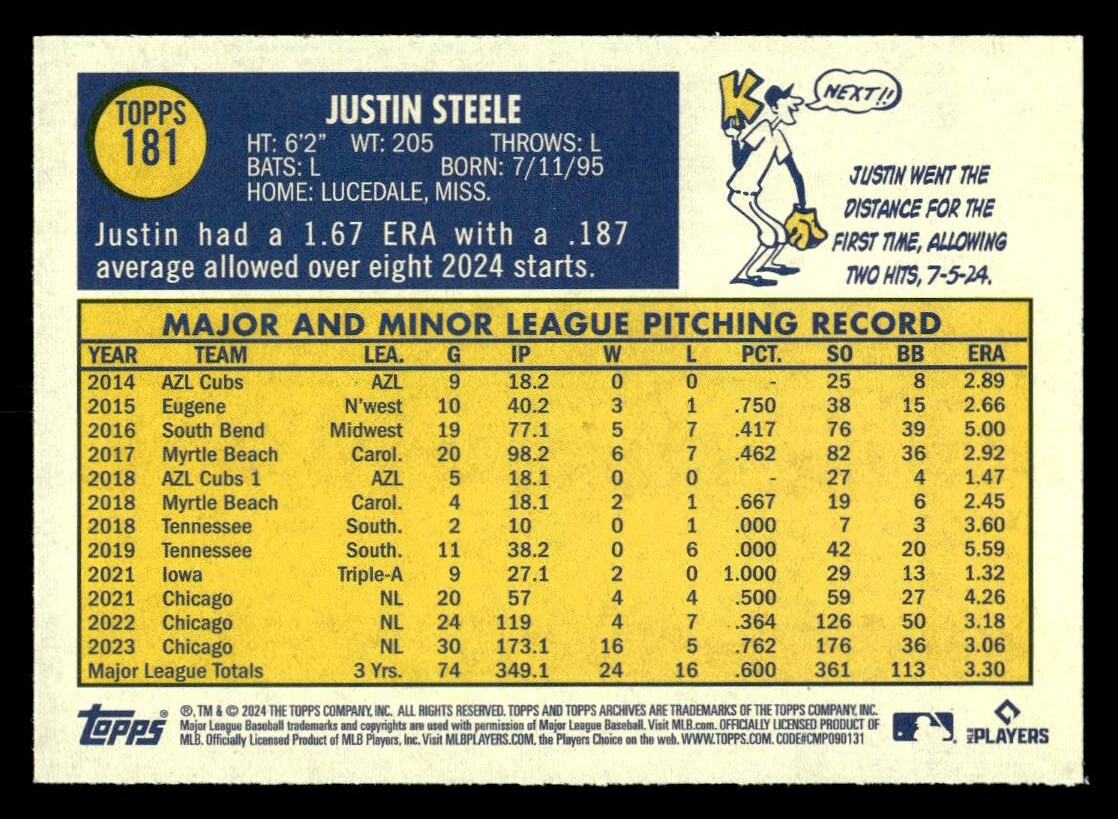 TOPPS
181
JUSTIN STEELE
HT: 6'2" WT: 205 THROWS: L
BATS: L BORN: 7/11/95
HOME: LUCEDALE, MISS.
Justin had a 1.67 ERA with a .187
average allowed over eight 2024 starts.
K
NEXT!!
JUSTIN WENT THE
DISTANCE FOR THE
FIRST TIME, ALLOWING
TWO HITS, 7-5-24.
MAJOR AND MINOR LEAGUE PITCHING RECORD
YEAR TEAM LEA. G IP W L PCT. SO BB ERA
2014 AZL Cubs AZL 9 18.2 0 0 - 25 8 2.89
2015 Eugene N'west 10 40.2 3 1 .750 38 15 2.66
2016 South Bend Midwest 19 77.1 5 7 .417 76 39 5.00
2017 Myrtle Beach Carol. 20 98.2 6 7 .462 82 36 2.92
2018 AZL Cubs 1 AZL 5 18.1 0 0 - 27 4 1.47
2018 Myrtle Beach Carol. 4 18.1 2 1 .667 19 6 2.45
2018 Tennessee South. 2 10 0 1 .000 7 3 3.60
2019 Tennessee South. 11 38.2 0 6 .000 42 20 5.59
2021 Iowa Triple-A 9 27.1 2 0 1.000 29 13 1.32
2021 Chicago NL 20 57 4 4 .500 59 27 4.26
2022 Chicago NL 24 119 4 7 .364 126 50 3.18
2023 Chicago NL 30 173.1 16 5 .762 176 36 3.06
Major League Totals 3 Yrs. 74 349.1 24 16 .600 361 113 3.30
TOPPS®
®, TM & © 2024 THE TOPPS COMPANY, INC. ALL RIGHTS RESERVED. TOPPS AND TOPPS ARCHIVES ARE TRADEMARKS OF THE TOPPS COMPANY, INC.
Major League Baseball trademarks and copyrights are used with permission of Major League Baseball. Visit MLB.com. OFFICIALLY LICENSED PRODUCT OF
MLB. Officially Licensed Product of MLB Players, Inc. Visit MLBPLAYERS.COM, the Players Choice on the web. WWW.TOPPS.COM. CODE#CMP090131
MLB PLAYERS